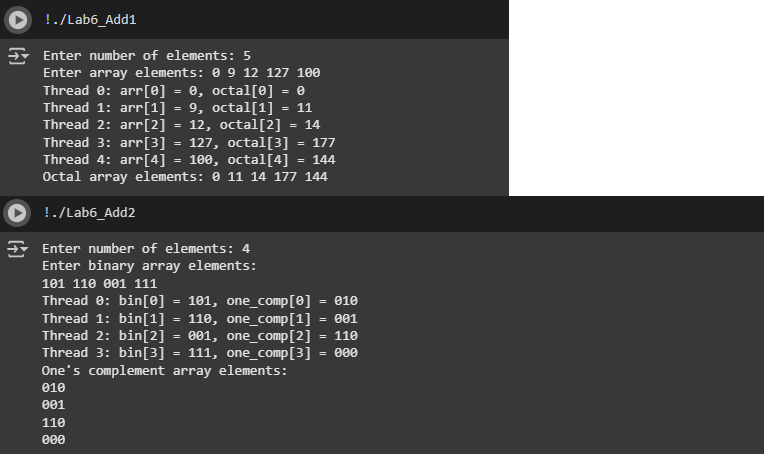 !./Lab6_Add1
Enter number of elements: 5
Enter array elements: 0 9 12 127 100
Thread 0: arr[0] = 0, octal[0] = 0
Thread 1: arr[1] = 9, octal[1] = 11
Thread 2: arr[2] = 12, octal[2] = 14
Thread 3: arr[3] = 127, octal[3] = 177
Thread 4: arr[4] = 100, octal[4] = 144
Octal array elements: 0 11 14 177 144
!./Lab6_Add2
Enter number of elements: 4
Enter binary array elements:
101 110 001 111
Thread 0: bin[0] = 101, one_comp[0] = 010
Thread 1: bin[1] = 110, one_comp[1] = 001
Thread 2: bin[2] = 001, one_comp[2] = 110
Thread 3: bin[3] = 111, one_comp[3] = 000
One's complement array elements:
010
001
110
000